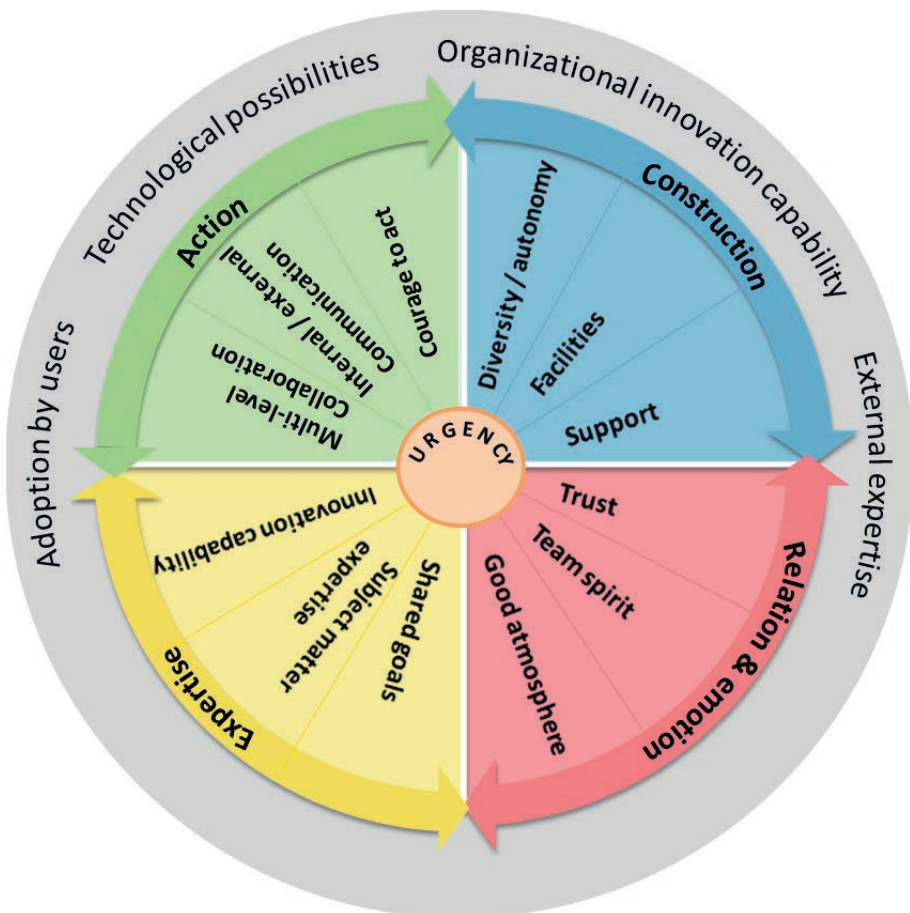 Technological possibilities
Organizational innovation capability
Adoption by users
External expertise
Action
Courage to act
Internal / external
Communication
Multi-level
Collaboration
Construction
Diversity / autonomy
Facilities
Support
URGENCY
Relation & emotion
Trust
Team spirit
Good atmosphere
Expertise
Innovation capability
Subject matter
expertise
Shared goals